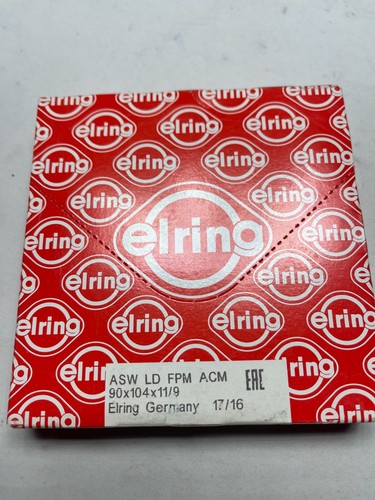 elring
ASW LD FPM ACM EAC
90x104x11/9
Elring Germany 17/16